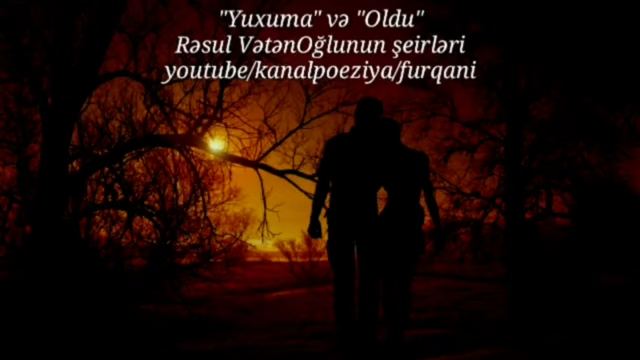 "Yuxuma" və "Oldu"
Rəsul VətənOğlunun şeirləri
youtube/kanalpoeziya/furqani